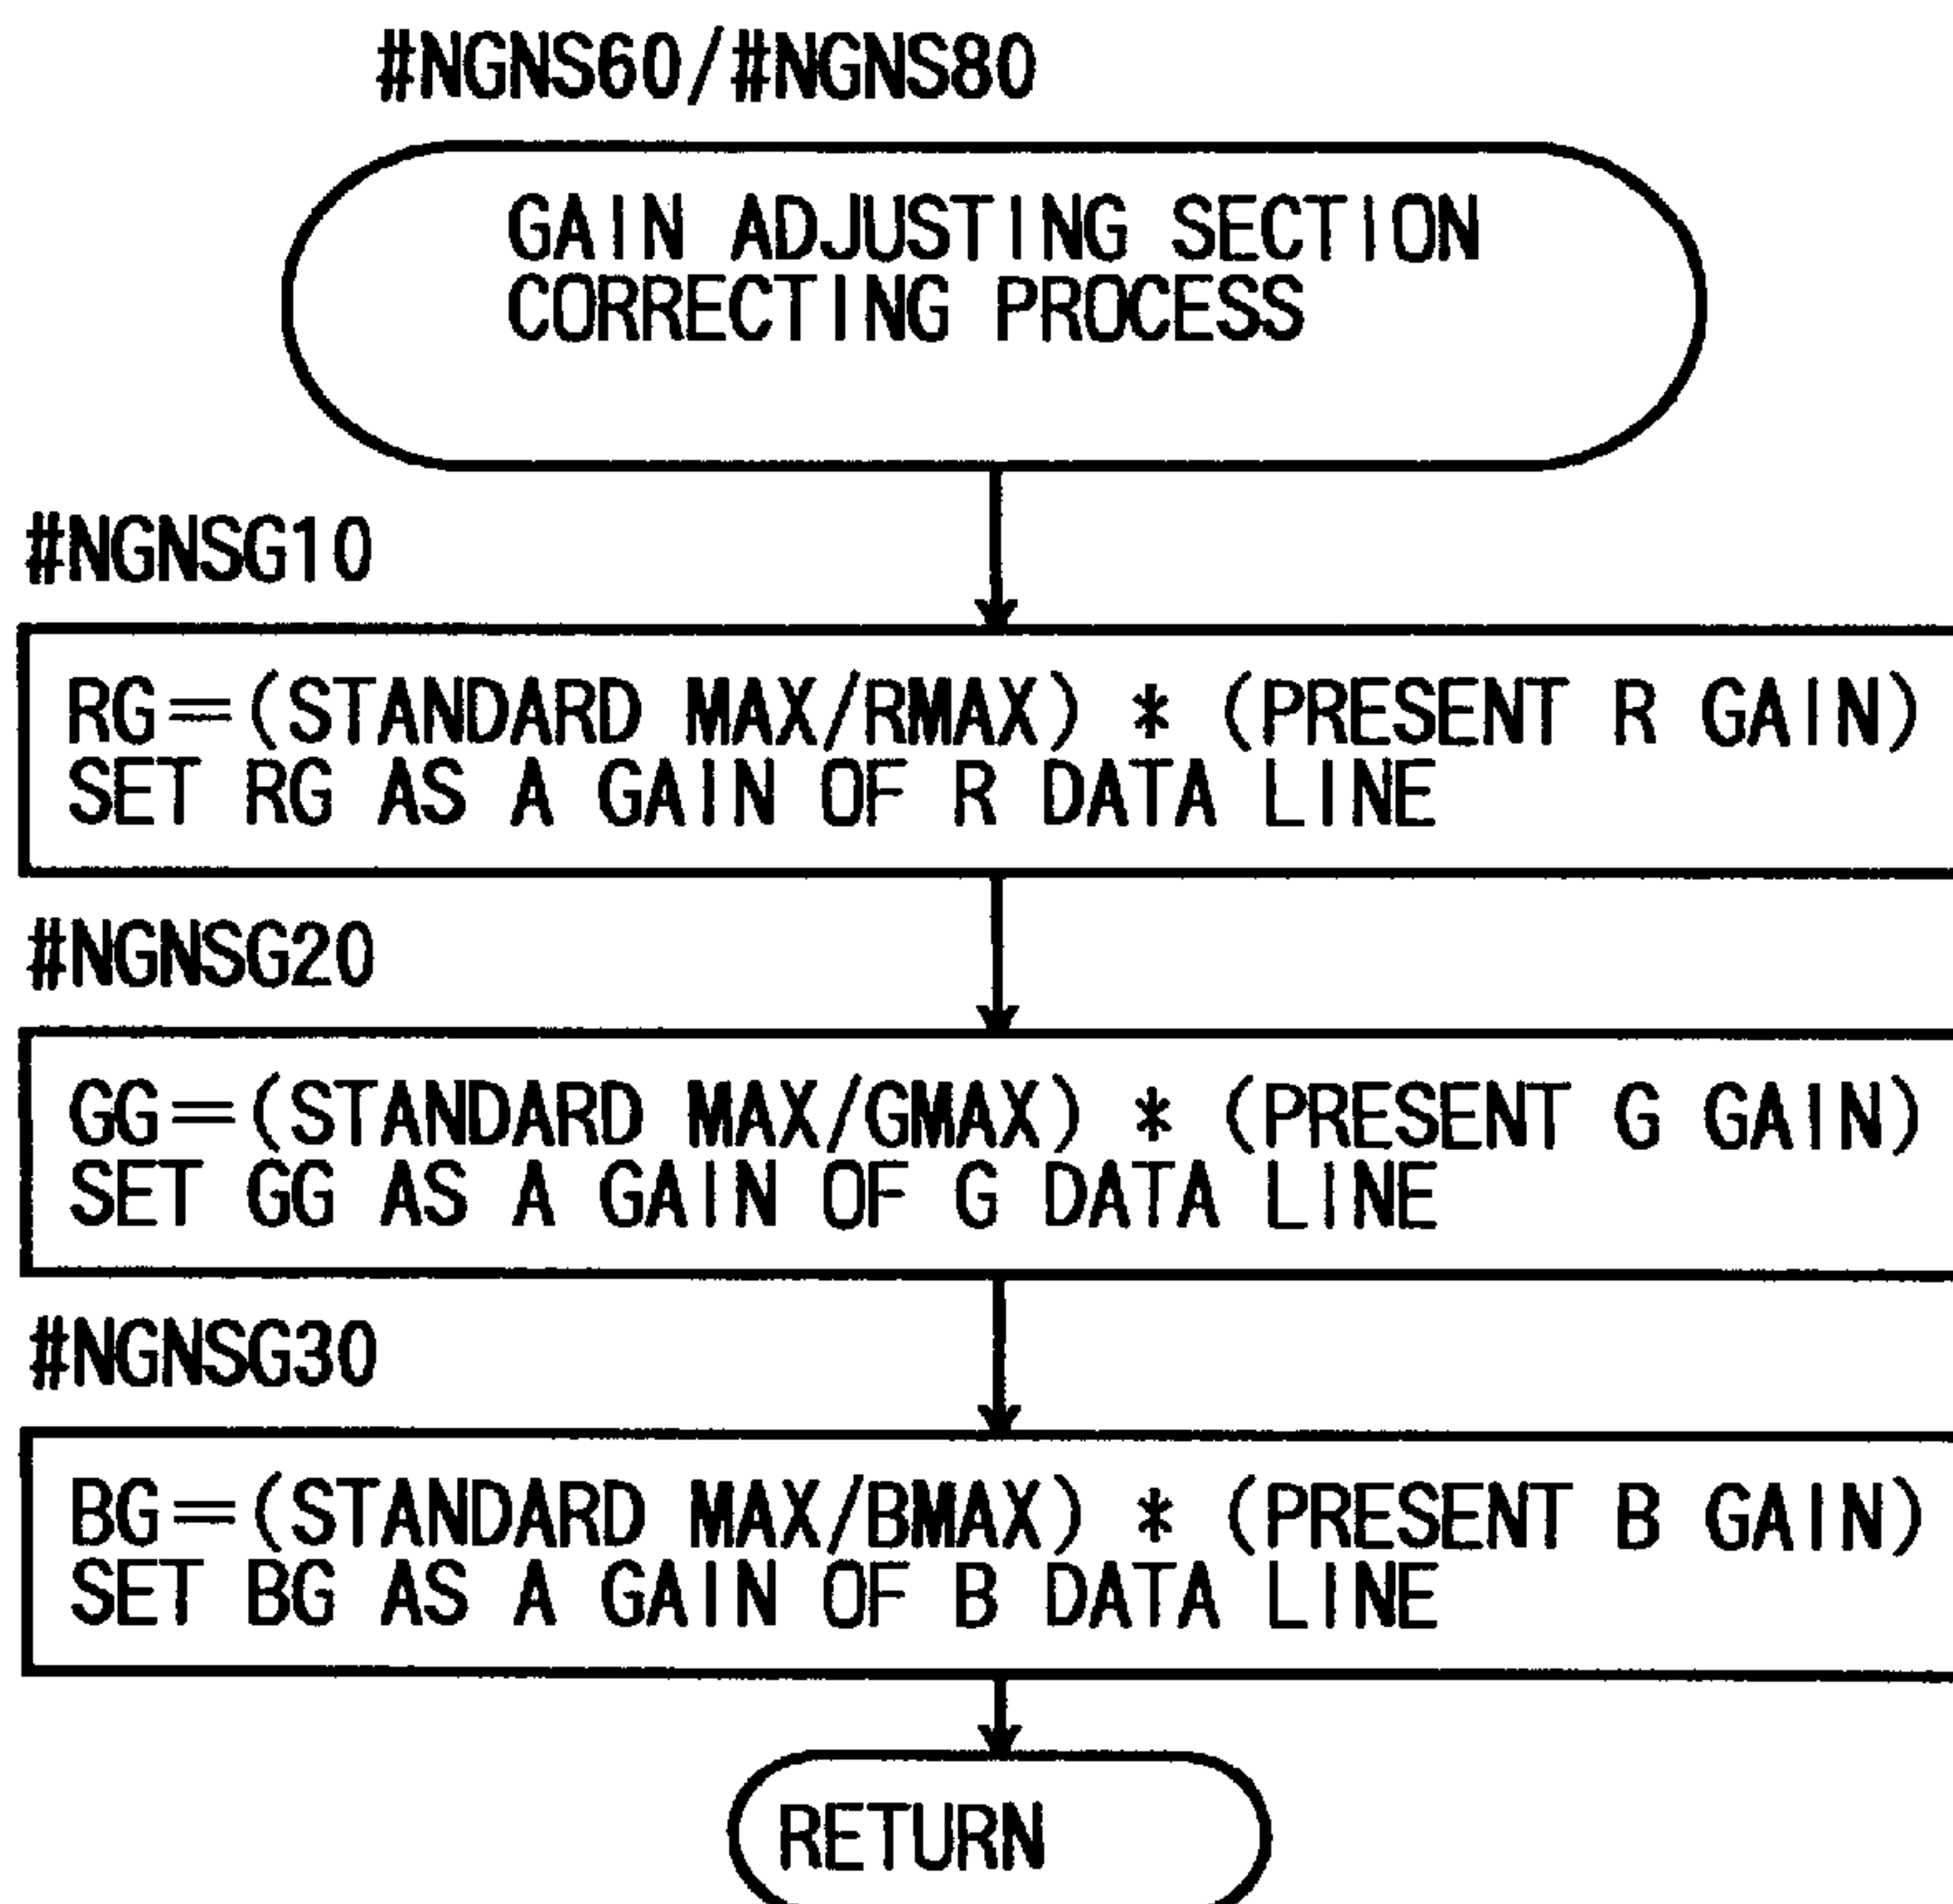 #NGNS60/#NGNS80
GAIN ADJUSTING SECTION
CORRECTING PROCESS
#NGNSG10
RG=(STANDARD MAX/RMAX) * (PRESENT R GAIN)
SET RG AS A GAIN OF R DATA LINE
#NGNSG20
GG=(STANDARD MAX/GMAX) * (PRESENT G GAIN)
SET GG AS A GAIN OF G DATA LINE
#NGNSG30
BG=(STANDARD MAX/BMAX) * (PRESENT B GAIN)
SET BG AS A GAIN OF B DATA LINE
RETURN